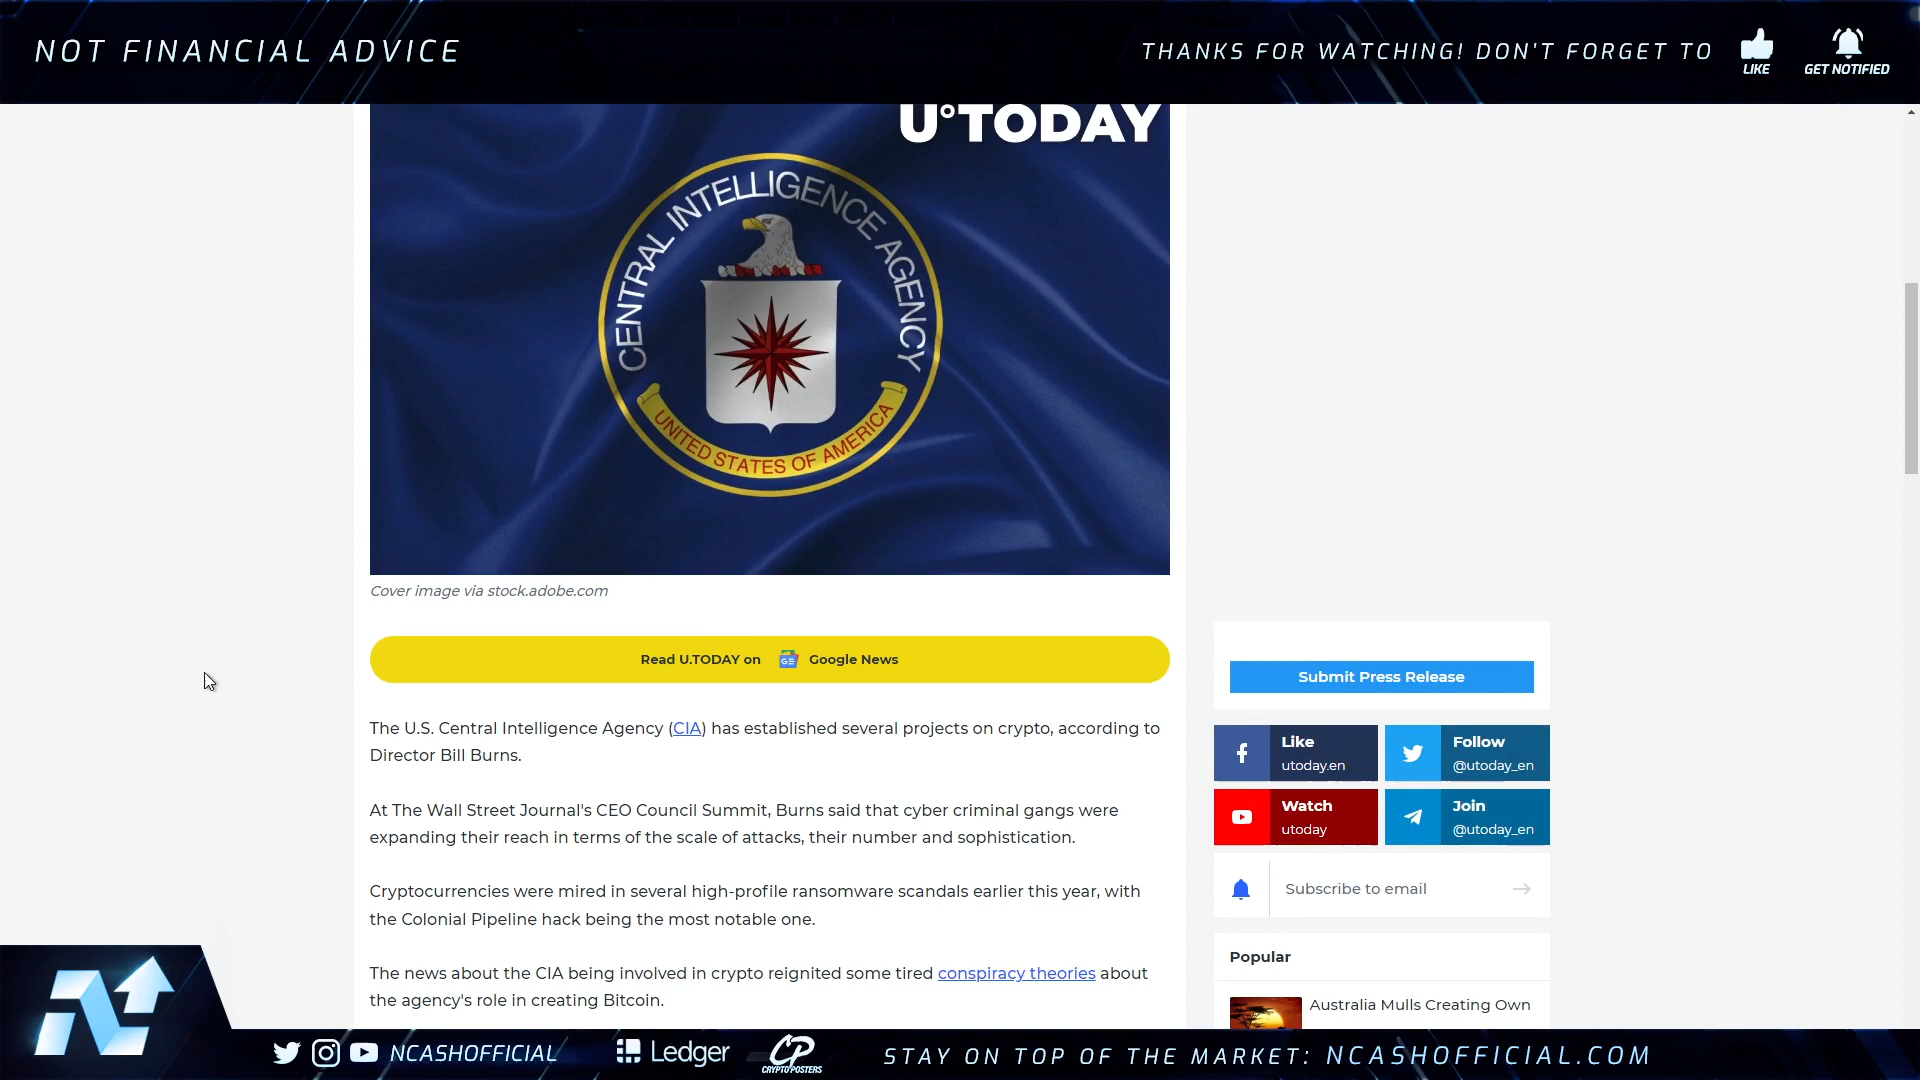 NOT FINANCIAL ADVICE
THANKS FOR WATCHING! DON'T FORGET TO
LIKE
GET NOTIFIED
U°TODAY
CENTRAL INTELLIGENCE AGENCY
UNITED STATES OF AMERICA
Cover image via stock.adobe.com
Read U.TODAY on GE Google News
The U.S. Central Intelligence Agency (CIA) has established several projects on crypto, according to
Director Bill Burns.
At The Wall Street Journal's CEO Council Summit, Burns said that cyber criminal gangs were
expanding their reach in terms of the scale of attacks, their number and sophistication.
Cryptocurrencies were mired in several high-profile ransomware scandals earlier this year, with
the Colonial Pipeline hack being the most notable one.
The news about the CIA being involved in crypto reignited some tired conspiracy theories about
the agency's role in creating Bitcoin.
Submit Press Release
Like
utoday.en
Follow
@utoday_en
Watch
utoday
Join
@utoday_en
Subscribe to email
Popular
Australia Mulls Creating Own
NCASHOFFICIAL
Ledger
CP
CRYPTOPOSTERS
STAY ON TOP OF THE MARKET: NCASHOFFICIAL.COM